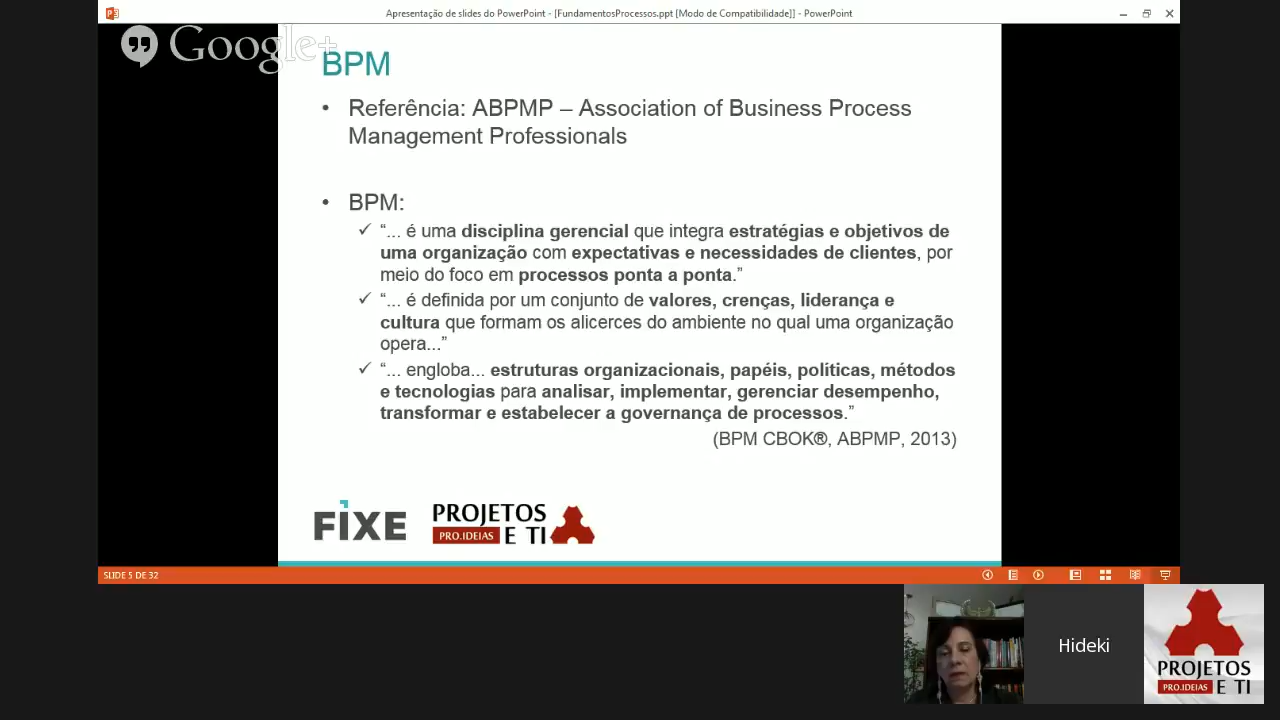 Apresentação de slides do PowerPoint - [FundamentosProcessos.ppt [Modo de Compatibilidade]] - PowerPoint
Google+
BPM
• Referência: ABPMP – Association of Business Process
Management Professionals
• BPM:
✓ “... é uma disciplina gerencial que integra estratégias e objetivos de
uma organização com expectativas e necessidades de clientes, por
meio do foco em processos ponta a ponta.”
✓ “... é definida por um conjunto de valores, crenças, liderança e
cultura que formam os alicerces do ambiente no qual uma organização
opera...”
✓ “... engloba... estruturas organizacionais, papéis, políticas, métodos
e tecnologias para analisar, implementar, gerenciar desempenho,
transformar e estabelecer a governança de processos.”
(BPM CBOK®, ABPMP, 2013)
FIXE
PROJETOS
PRO.IDEIAS E TI
SLIDE 5 DE 32
Hideki
PROJETOS
PRO.IDEIAS E TI